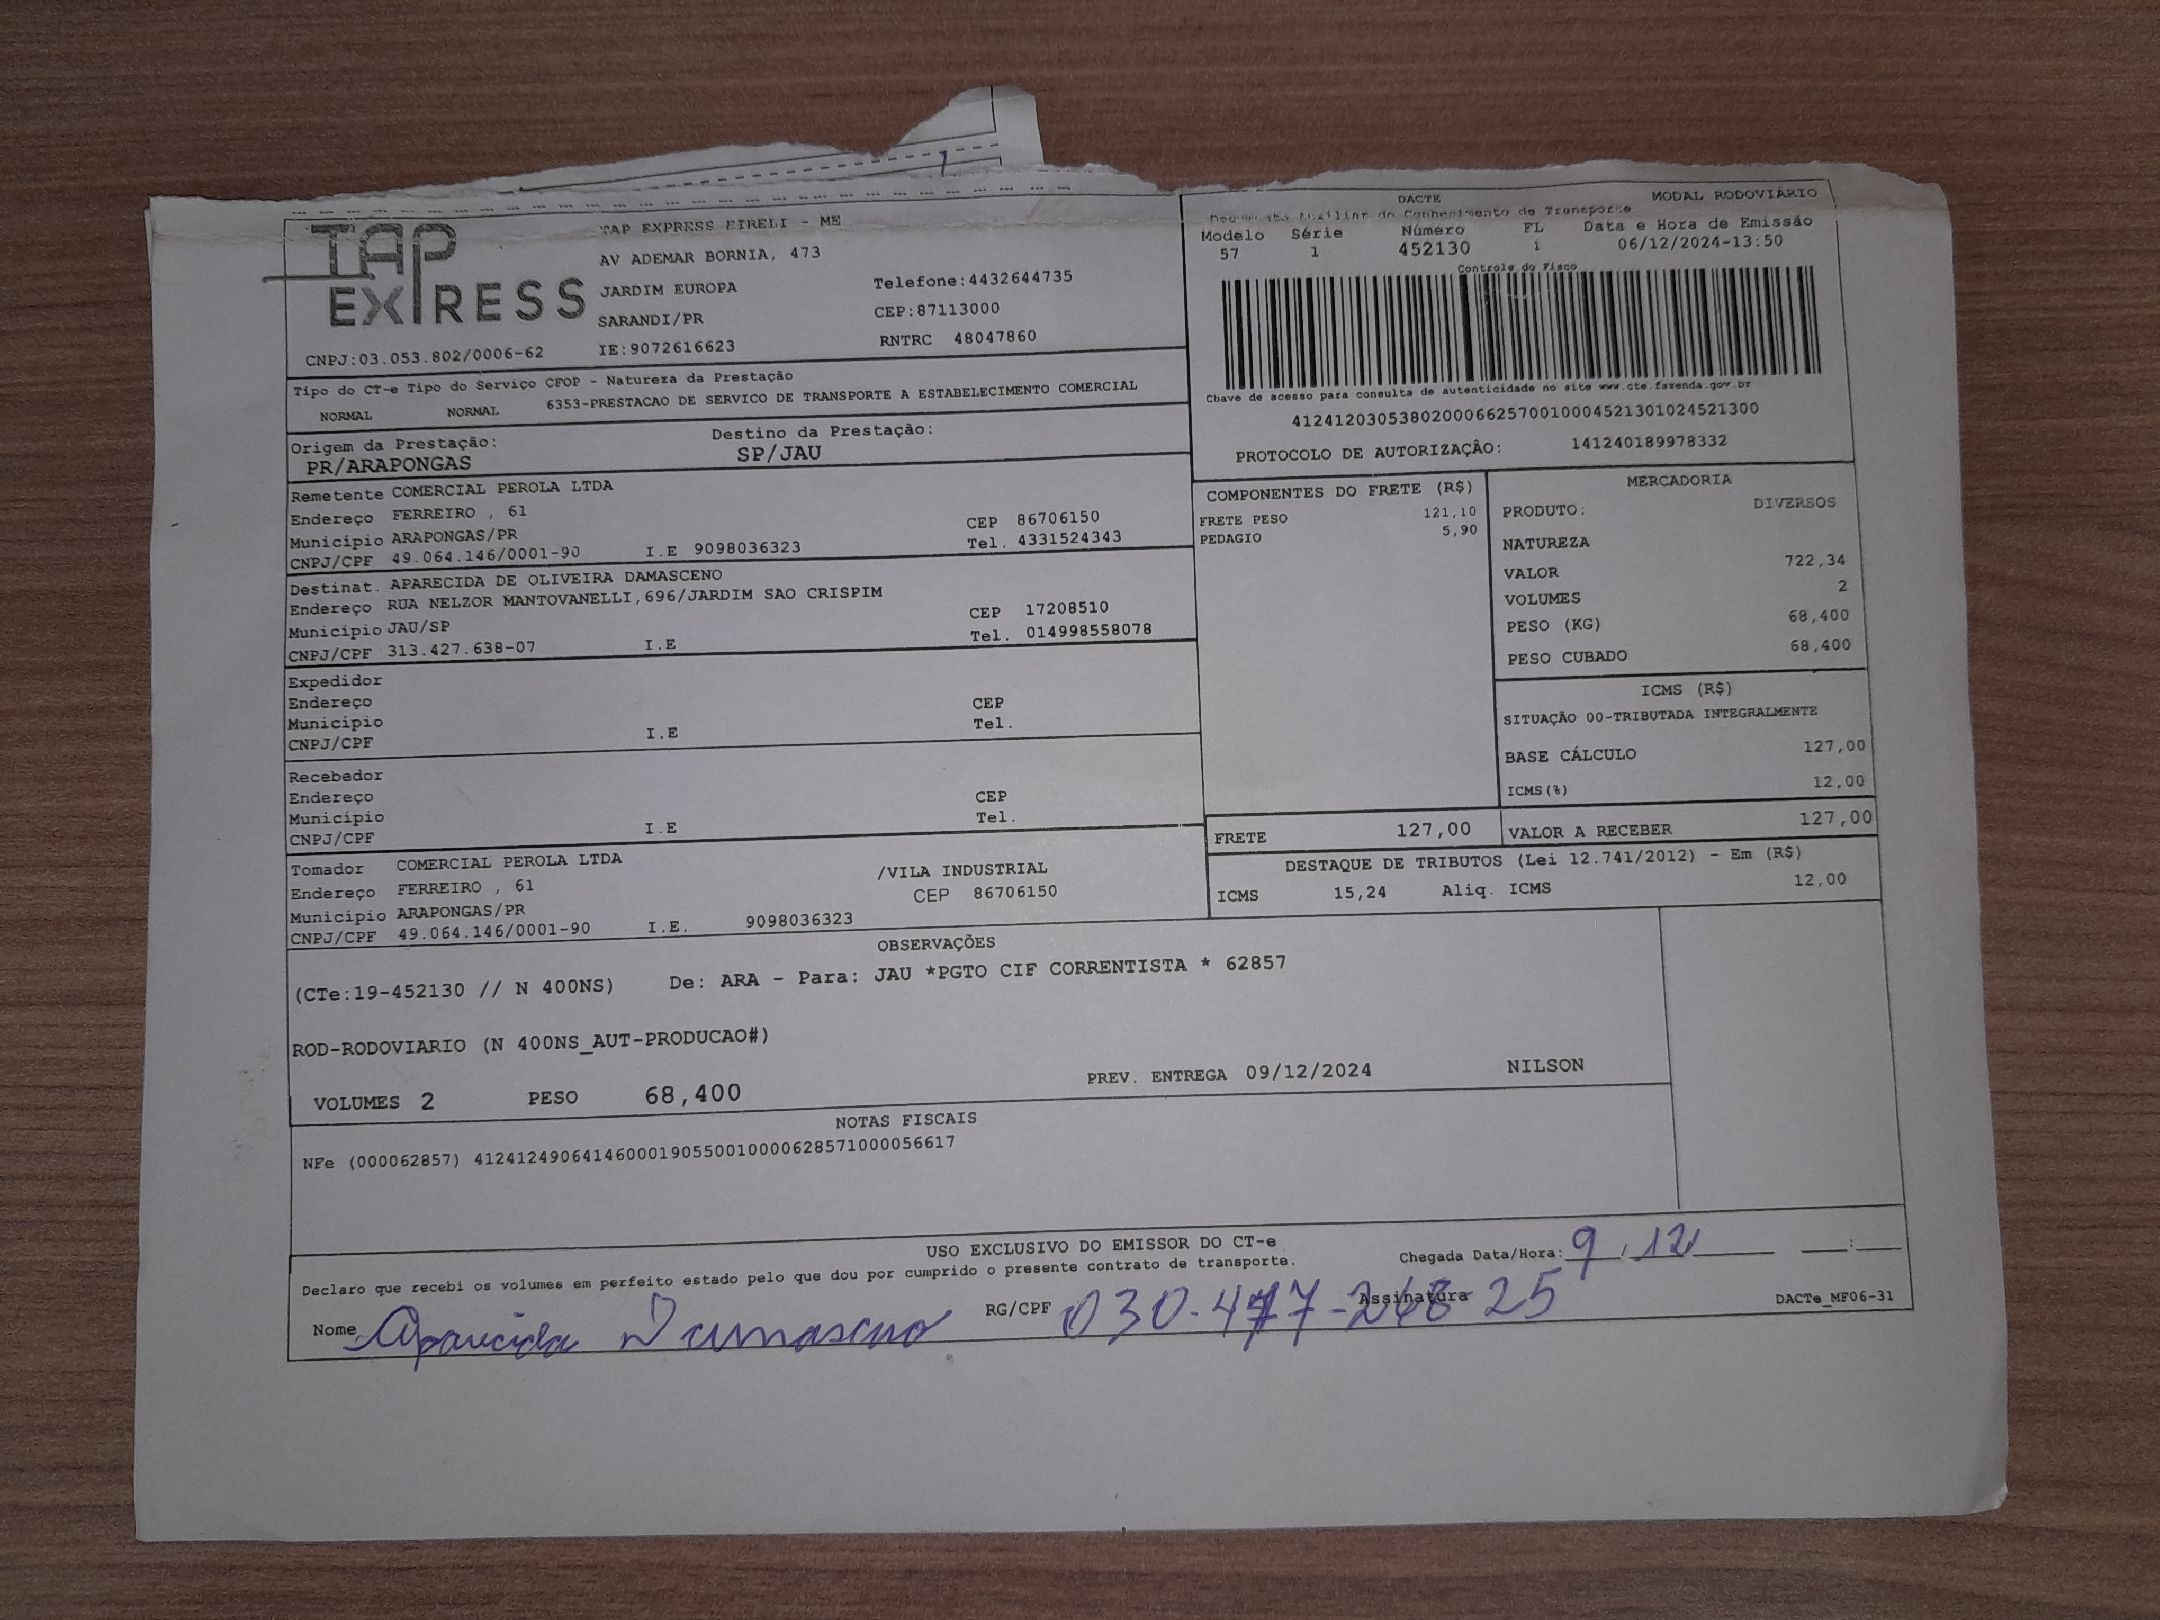 TAP EXPRESS
TAP EXPRESS EIRELI - ME
AV ADEMAR BORNIA, 473
JARDIM EUROPA
Telefone:4432644735
SARANDI/PR
CEP:87113000
CNPJ:03.053.802/0006-62
IE:9072616623
RNTRC 48047860
DACTE
MODAL RODOVIÁRIO
Documento Auxiliar do Conhecimento de Transporte
Modelo Série Número FL Data e Hora de Emissão
57 1 452130 1 06/12/2024-13:50
Controle do Fisco
Chave de acesso para consulta de autenticidade no site www.cte.fazenda.gov.br
41241203053802000662570010004521301024521300
PROTOCOLO DE AUTORIZAÇÂO: 141240189978332
Tipo do CT-e Tipo do Serviço CFOP - Natureza da Prestação
NORMAL NORMAL 6353-PRESTACAO DE SERVICO DE TRANSPORTE A ESTABELECIMENTO COMERCIAL
Origem da Prestação: Destino da Prestação:
PR/ARAPONGAS SP/JAU
Remetente COMERCIAL PEROLA LTDA
Endereço FERREIRO , 61 CEP 86706150
Município ARAPONGAS/PR Tel. 4331524343
CNPJ/CPF 49.064.146/0001-90 I.E 9098036323
Destinat. APARECIDA DE OLIVEIRA DAMASCENO
Endereço RUA NELZOR MANTOVANELLI,696/JARDIM SAO CRISPIM
Município JAU/SP CEP 17208510
CNPJ/CPF 313.427.638-07 I.E Tel. 014998558078
Expedidor
Endereço CEP
Município Tel.
CNPJ/CPF I.E
Recebedor
Endereço CEP
Município Tel.
CNPJ/CPF I.E
Tomador COMERCIAL PEROLA LTDA /VILA INDUSTRIAL
Endereço FERREIRO , 61 CEP 86706150
Município ARAPONGAS/PR
CNPJ/CPF 49.064.146/0001-90 I.E. 9098036323
COMPONENTES DO FRETE (R$)
FRETE PESO 121,10
PEDAGIO 5,90
MERCADORIA
PRODUTO: DIVERSOS
NATUREZA
VALOR 722,34
VOLUMES 2
PESO (KG) 68,400
PESO CUBADO 68,400
ICMS (R$)
SITUAÇÃO 00-TRIBUTADA INTEGRALMENTE
BASE CÁLCULO 127,00
ICMS(%) 12,00
FRETE 127,00 VALOR A RECEBER 127,00
DESTAQUE DE TRIBUTOS (Lei 12.741/2012) - Em (R$)
ICMS 15,24 Aliq. ICMS 12,00
OBSERVAÇÕES
(CTe:19-452130 // N 400NS) De: ARA - Para: JAU *PGTO CIF CORRENTISTA * 62857
ROD-RODOVIARIO (N 400NS_AUT-PRODUCAO#)
VOLUMES 2 PESO 68,400 PREV. ENTREGA 09/12/2024 NILSON
NOTAS FISCAIS
NFe (000062857) 41241249064146000190550010000628571000056617
USO EXCLUSIVO DO EMISSOR DO CT-e
Declaro que recebi os volumes em perfeito estado pelo que dou por cumprido o presente contrato de transporte.
Chegada Data/Hora: 9 / 12 :
Nome Aparecida Damasceno RG/CPF Assinatura
DACTe_MF06-31